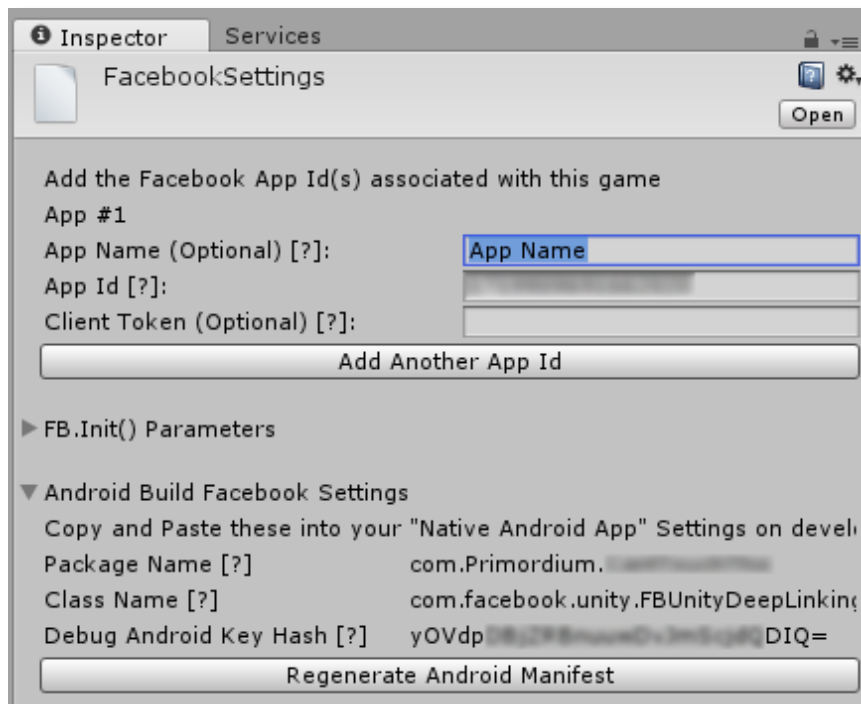 Inspector Services
FacebookSettings
Open
Add the Facebook App Id(s) associated with this game
App #1
App Name (Optional) [?]: App Name
App Id [?]:
Client Token (Optional) [?]:
Add Another App Id
FB.Init() Parameters
Android Build Facebook Settings
Copy and Paste these into your "Native Android App" Settings on devel
Package Name [?] com.Primordium.
Class Name [?] com.facebook.unity.FBUnityDeepLinking
Debug Android Key Hash [?] yOVdp DIQ=
Regenerate Android Manifest